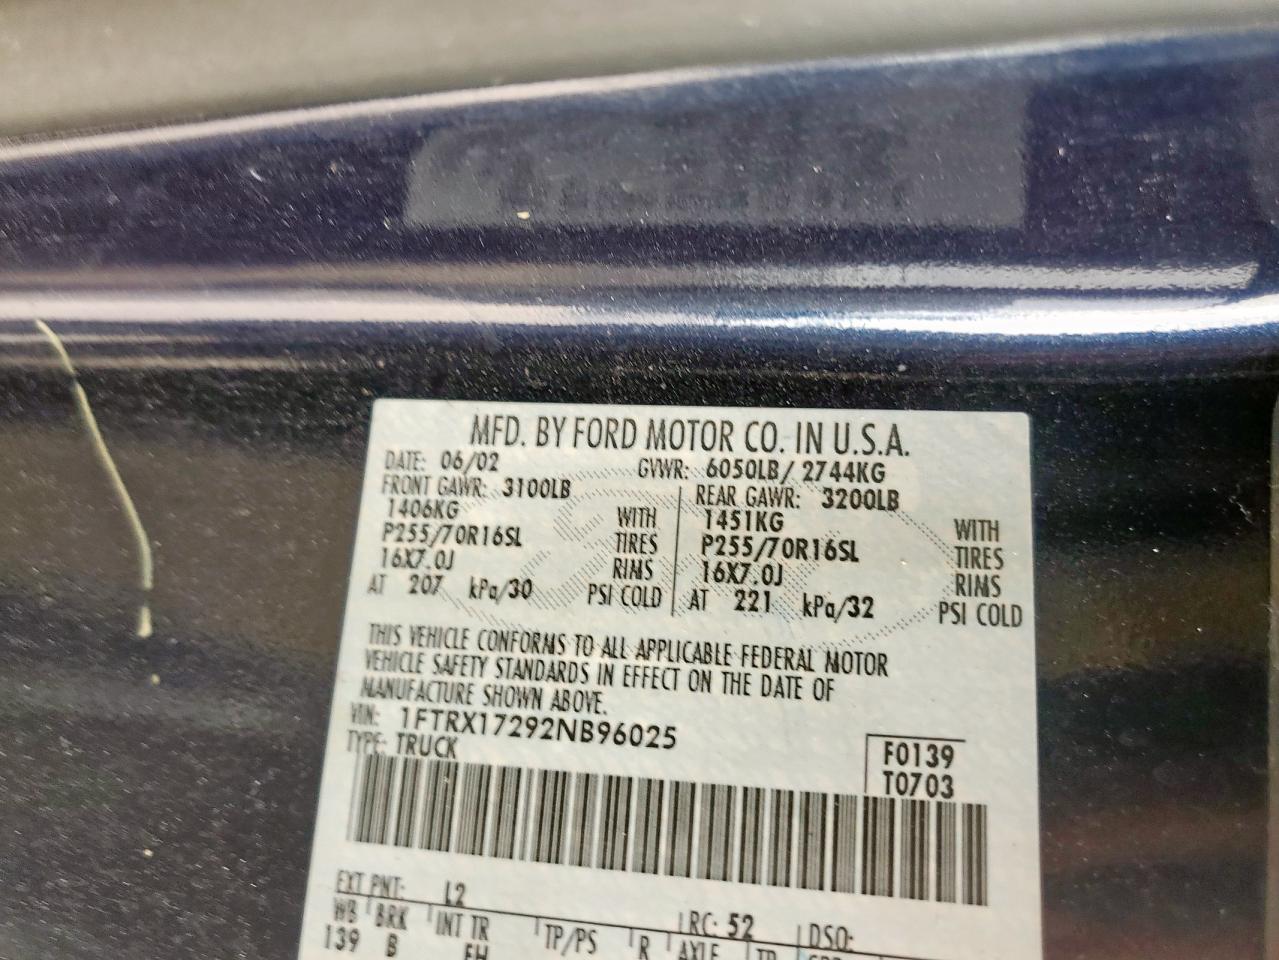 MFD. BY FORD MOTOR CO. IN U.S.A.
DATE: 06/02 GVWR: 6050LB/ 2744KG
FRONT GAWR: 3100LB REAR GAWR: 3200LB
1406KG WITH 1451KG WITH
P255/70R16SL TIRES P255/70R16SL TIRES
16X7.0J RIMS 16X7.0J RIMS
AT 207 kPa/30 PSI COLD AT 221 kPa/32 PSI COLD
THIS VEHICLE CONFORMS TO ALL APPLICABLE FEDERAL MOTOR
VEHICLE SAFETY STANDARDS IN EFFECT ON THE DATE OF
MANUFACTURE SHOWN ABOVE.
VIN: 1FTRX17292NB96025
TYPE: TRUCK
F0139
T0703
EXT PNT: L2
RC: 52 DSO:
WB BRK INT TR TP/PS R AXLE TR
139 B